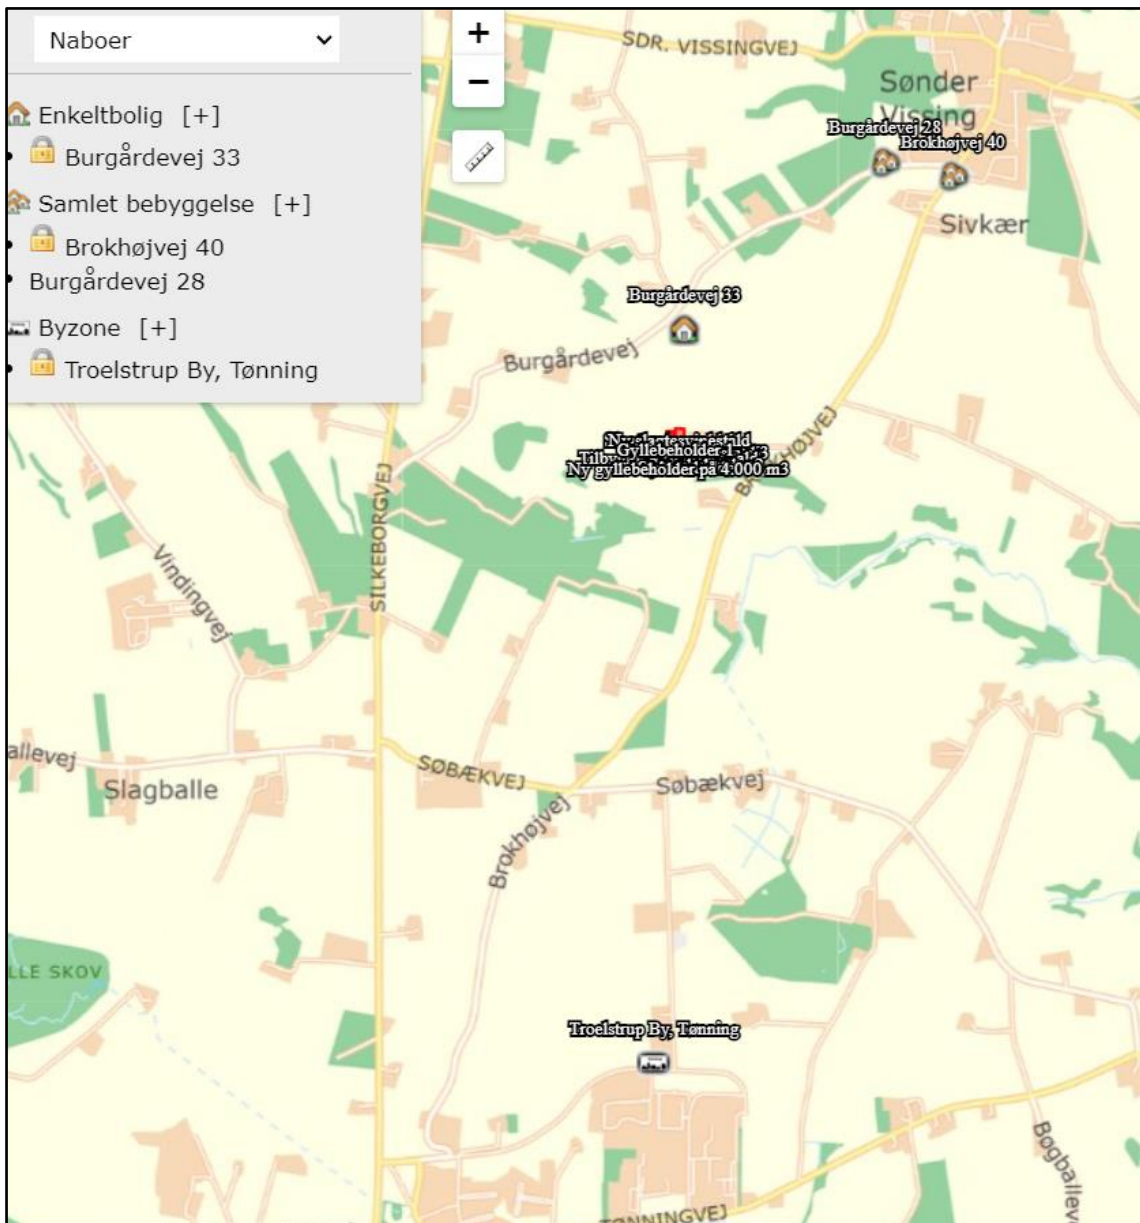 Naboer
Enkeltbolig [+]
Burgårdevej 33
Samlet bebyggelse [+]
Brokhøjvej 40
Burgårdevej 28
Byzone [+]
Troelstrup By, Tønning
+
−
SDR. VISSINGVEJ
Sønder
Vissing
Burgårdevej 28
Brokhøjvej 40
Sivkær
Burgårdevej 33
Burgårdevej
Gyllebeholder 1
Ny gyllebeholder på 4.000 m3
SILKEBORGVEJ
Vindingvej
allevej
Slagballe
SØBÆKVEJ
Søbækvej
Brokhøjvej
LLE SKOV
Troelstrup By, Tønning
Bogballev
TØNNINGVEJ